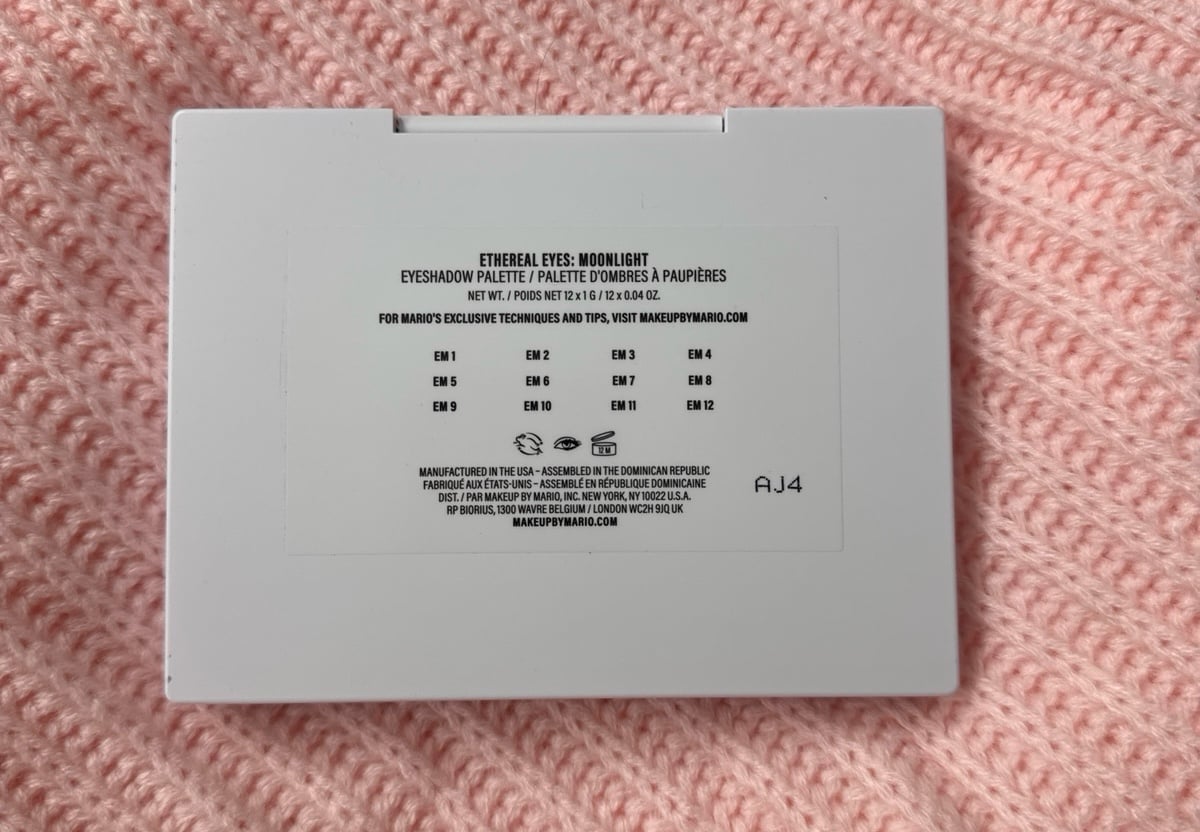 ETHEREAL EYES: MOONLIGHT
EYESHADOW PALETTE / PALETTE D'OMBRES À PAUPIÈRES
NET WT. / POIDS NET 12 x 1 G / 12 x 0.04 OZ.
FOR MARIO'S EXCLUSIVE TECHNIQUES AND TIPS, VISIT MAKEUPBYMARIO.COM
EM 1 EM 2 EM 3 EM 4
EM 5 EM 6 EM 7 EM 8
EM 9 EM 10 EM 11 EM 12
12 M
MANUFACTURED IN THE USA - ASSEMBLED IN THE DOMINICAN REPUBLIC
FABRIQUÉ AUX ÉTATS-UNIS - ASSEMBLÉ EN RÉPUBLIQUE DOMINICAINE
DIST. / PAR MAKEUP BY MARIO, INC. NEW YORK, NY 10022 U.S.A.
RP BIORIUS, 1300 WAVRE BELGIUM / LONDON WC2H 9JQ UK
MAKEUPBYMARIO.COM
AJ4